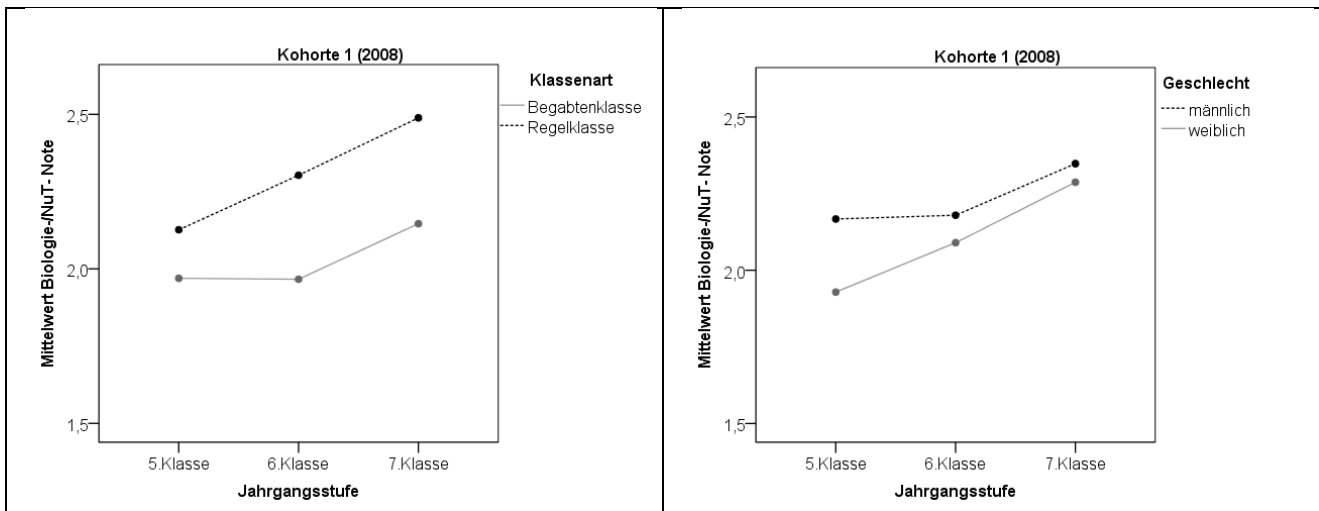 Kohorte 1 (2008)
Klassenart
Begabtenklasse
Regelklasse
Mittelwert Biologie-/NuT- Note
2,5
2,0
1,5
5.Klasse 6.Klasse 7.Klasse
Jahrgangsstufe
Kohorte 1 (2008)
Geschlecht
männlich
weiblich
Mittelwert Biologie-/NuT- Note
2,5
2,0
1,5
5.Klasse 6.Klasse 7.Klasse
Jahrgangsstufe